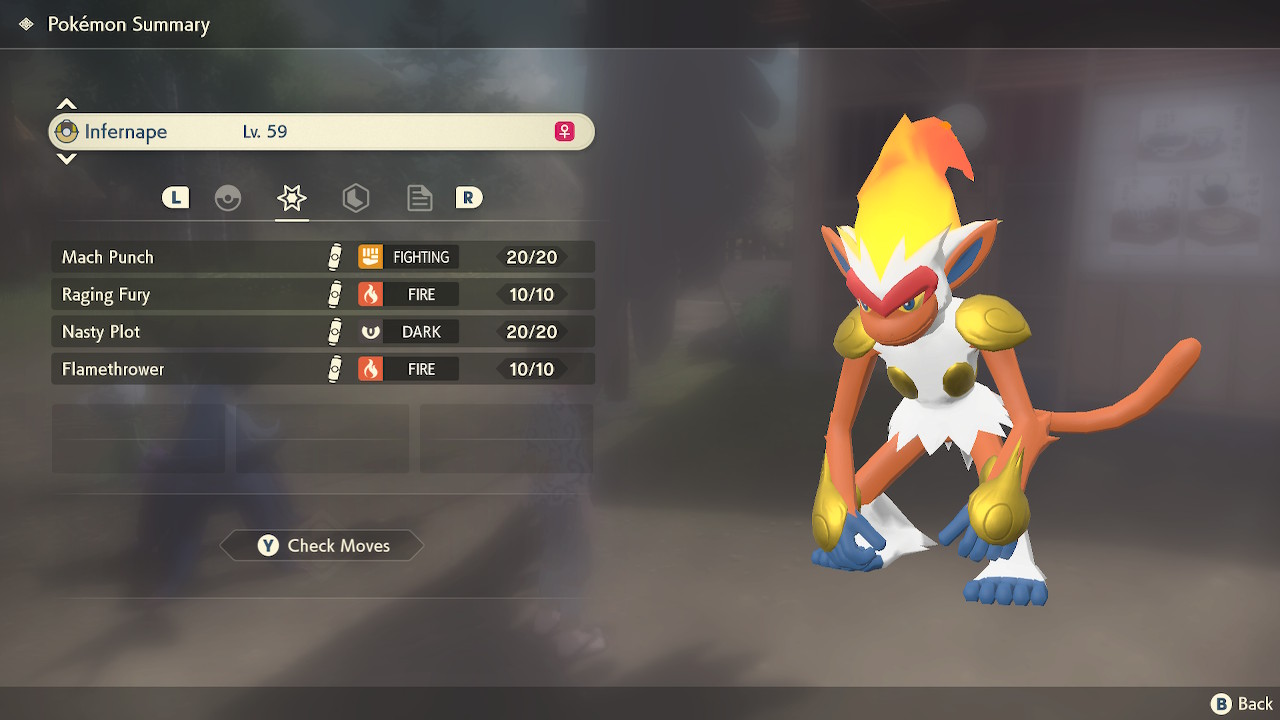 Pokémon Summary
Infernape Lv. 59 ♀
L R
Mach Punch FIGHTING 20/20
Raging Fury FIRE 10/10
Nasty Plot DARK 20/20
Flamethrower FIRE 10/10
Y Check Moves
B Back